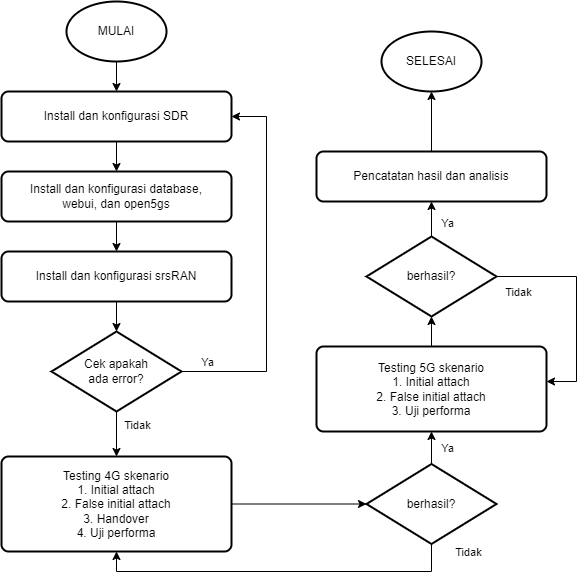 MULAI
Install dan konfigurasi SDR
Install dan konfigurasi database,
webui, dan open5gs
Install dan konfigurasi srsRAN
Cek apakah
ada error?
Ya
Tidak
Testing 4G skenario
1. Initial attach
2. False initial attach
3. Handover
4. Uji performa
berhasil?
Tidak
Ya
Testing 5G skenario
1. Initial attach
2. False initial attach
3. Uji performa
berhasil?
Tidak
Ya
Pencatatan hasil dan analisis
SELESAI